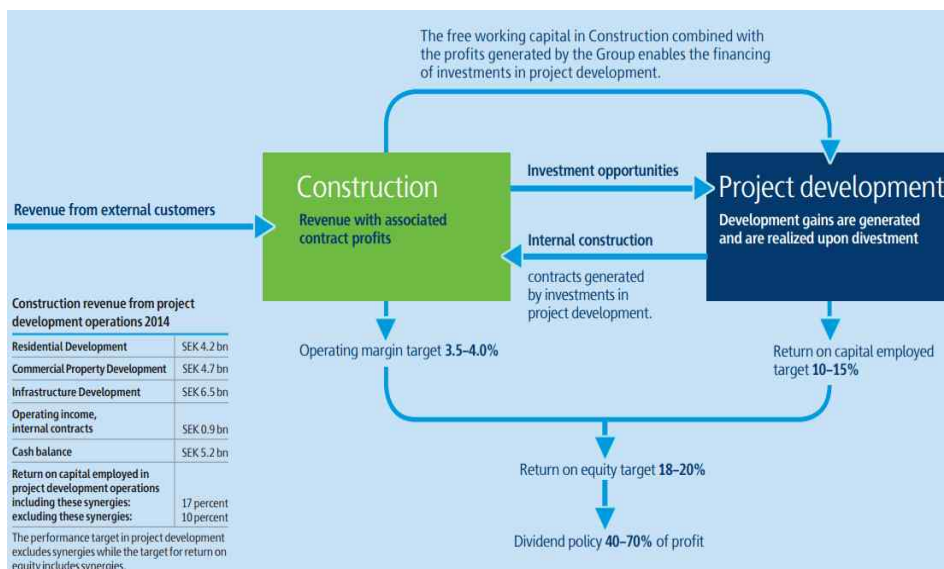 The free working capital in Construction combined with
the profits generated by the Group enables the financing
of investments in project development.
Revenue from external customers
Construction
Revenue with associated
contract profits
Investment opportunities
Internal construction
contracts generated
by investments in
project development.
Project development
Development gains are generated
and are realized upon divestment
Operating margin target 3.5–4.0%
Return on capital employed
target 10–15%
Return on equity target 18–20%
Dividend policy 40–70% of profit
Construction revenue from project
development operations 2014
Residential Development SEK 4.2 bn
Commercial Property Development SEK 4.7 bn
Infrastructure Development SEK 6.5 bn
Operating income,
internal contracts SEK 0.9 bn
Cash balance SEK 5.2 bn
Return on capital employed in
project development operations
including these synergies: 17 percent
excluding these synergies: 10 percent
The performance target in project development
excludes synergies while the target for return on
equity includes synergies.